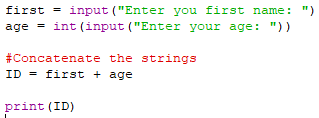 first = input("Enter you first name: ")
age = int(input("Enter your age: "))
#Concatenate the strings
ID = first + age
print(ID)